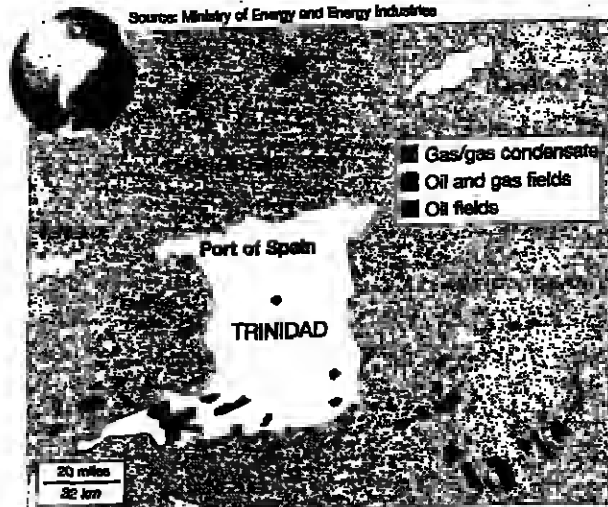 Source: Ministry of Energy and Energy Industries
Gas/gas condensate
Oil and gas fields
Oil fields
Port of Spain
TRINIDAD
20 miles
32 km